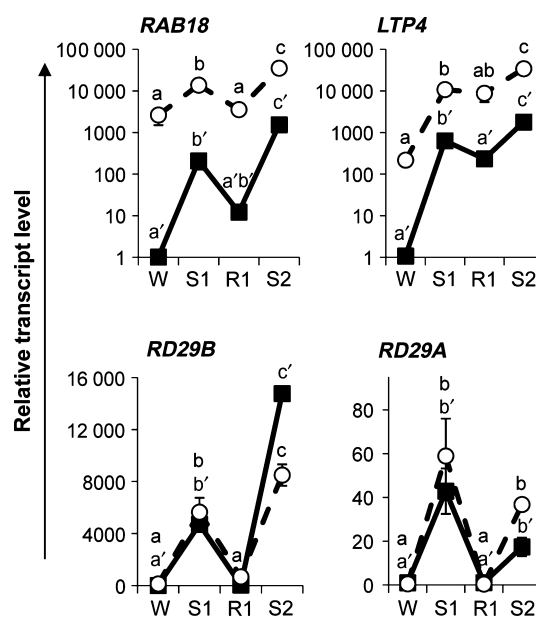 RAB18
LTP4
100 000
10 000
1000
100
10
1
a
b
a
c
a′
b′
a′b′
c′
W S1 R1 S2
100 000
10 000
1000
100
10
1
a
b
ab
c
a′
b′
a′
c′
W S1 R1 S2
Relative transcript level
RD29B
RD29A
16 000
12 000
8000
4000
0
a
a′
b
b′
a
c′
c
W S1 R1 S2
80
60
40
20
0
a
a′
b
b′
a
a′
b
b′
W S1 R1 S2